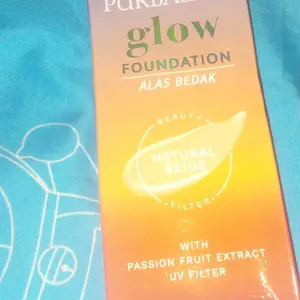 glow
FOUNDATION
ALAS BEDAK
BEAUTY
NATURAL
BEIGE
FILTER
WITH
PASSION FRUIT EXTRACT
UV FILTER